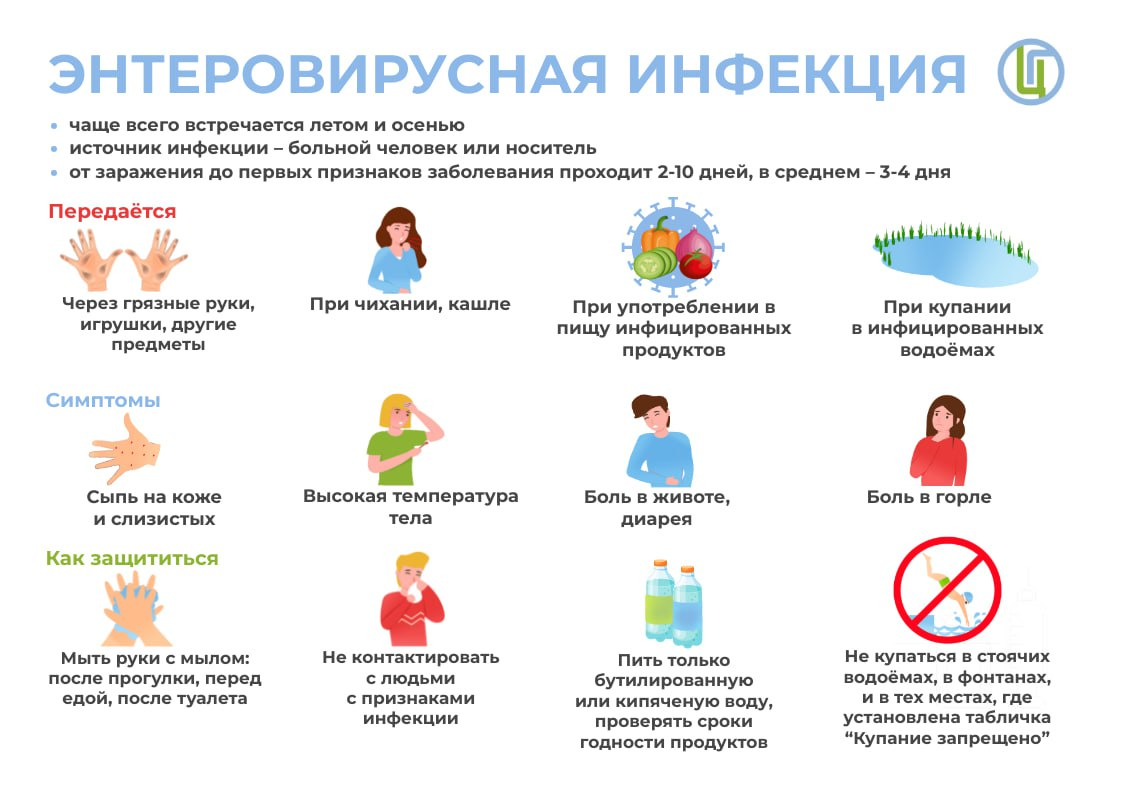 ЭНТЕРОВИРУСНАЯ ИНФЕКЦИЯ
чаще всего встречается летом и осенью
источник инфекции – больной человек или носитель
от заражения до первых признаков заболевания проходит 2-10 дней, в среднем – 3-4 дня
Передаётся
Через грязные руки,
игрушки, другие
предметы
При чихании, кашле
При употреблении в
пищу инфицированных
продуктов
При купании
в инфицированных
водоёмах
Симптомы
Сыпь на коже
и слизистых
Высокая температура
тела
Боль в животе,
диарея
Боль в горле
Как защититься
Мыть руки с мылом:
после прогулки, перед
едой, после туалета
Не контактировать
с людьми
с признаками
инфекции
Пить только
бутилированную
или кипяченую воду,
проверять сроки
годности продуктов
Не купаться в стоячих
водоёмах, в фонтанах,
и в тех местах, где
установлена табличка
“Купание запрещено”